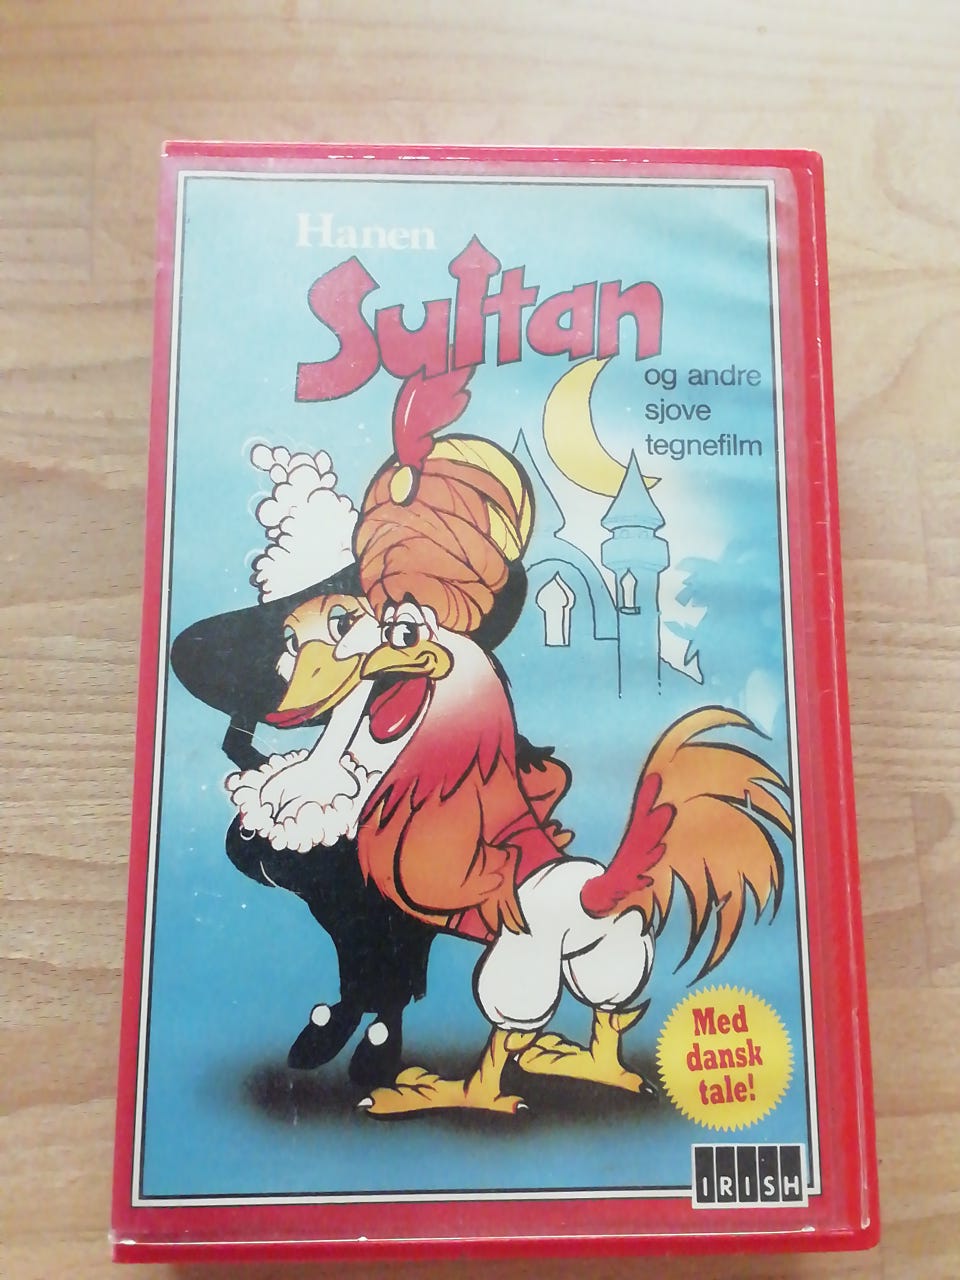 Hanen
Sultan
og andre
sjove
tegnefilm
Med
dansk
tale!
IRISH